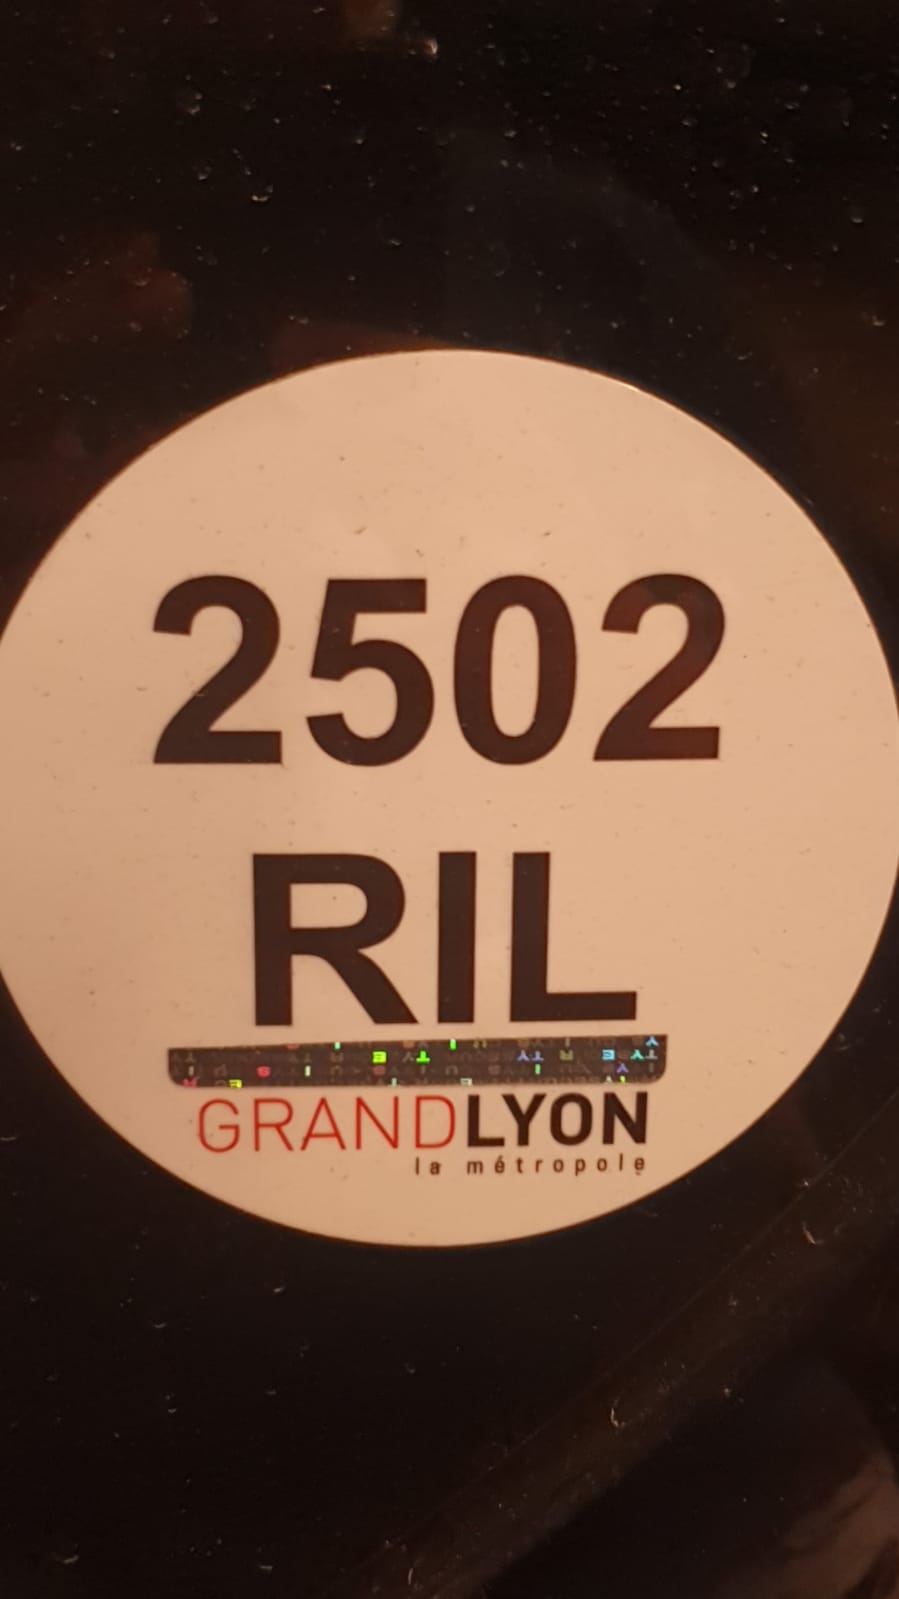 2502
RIL
GRANDLYON
la métropole